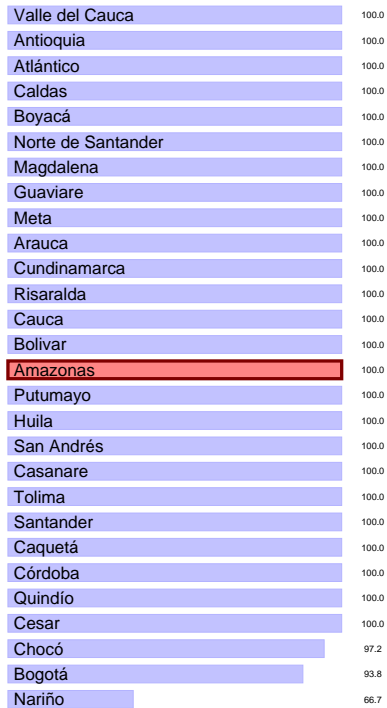 Valle del Cauca 100.0
Antioquia 100.0
Atlántico 100.0
Caldas 100.0
Boyacá 100.0
Norte de Santander 100.0
Magdalena 100.0
Guaviare 100.0
Meta 100.0
Arauca 100.0
Cundinamarca 100.0
Risaralda 100.0
Cauca 100.0
Bolivar 100.0
Amazonas 100.0
Putumayo 100.0
Huila 100.0
San Andrés 100.0
Casanare 100.0
Tolima 100.0
Santander 100.0
Caquetá 100.0
Córdoba 100.0
Quindío 100.0
Cesar 100.0
Chocó 97.2
Bogotá 93.8
Nariño 66.7